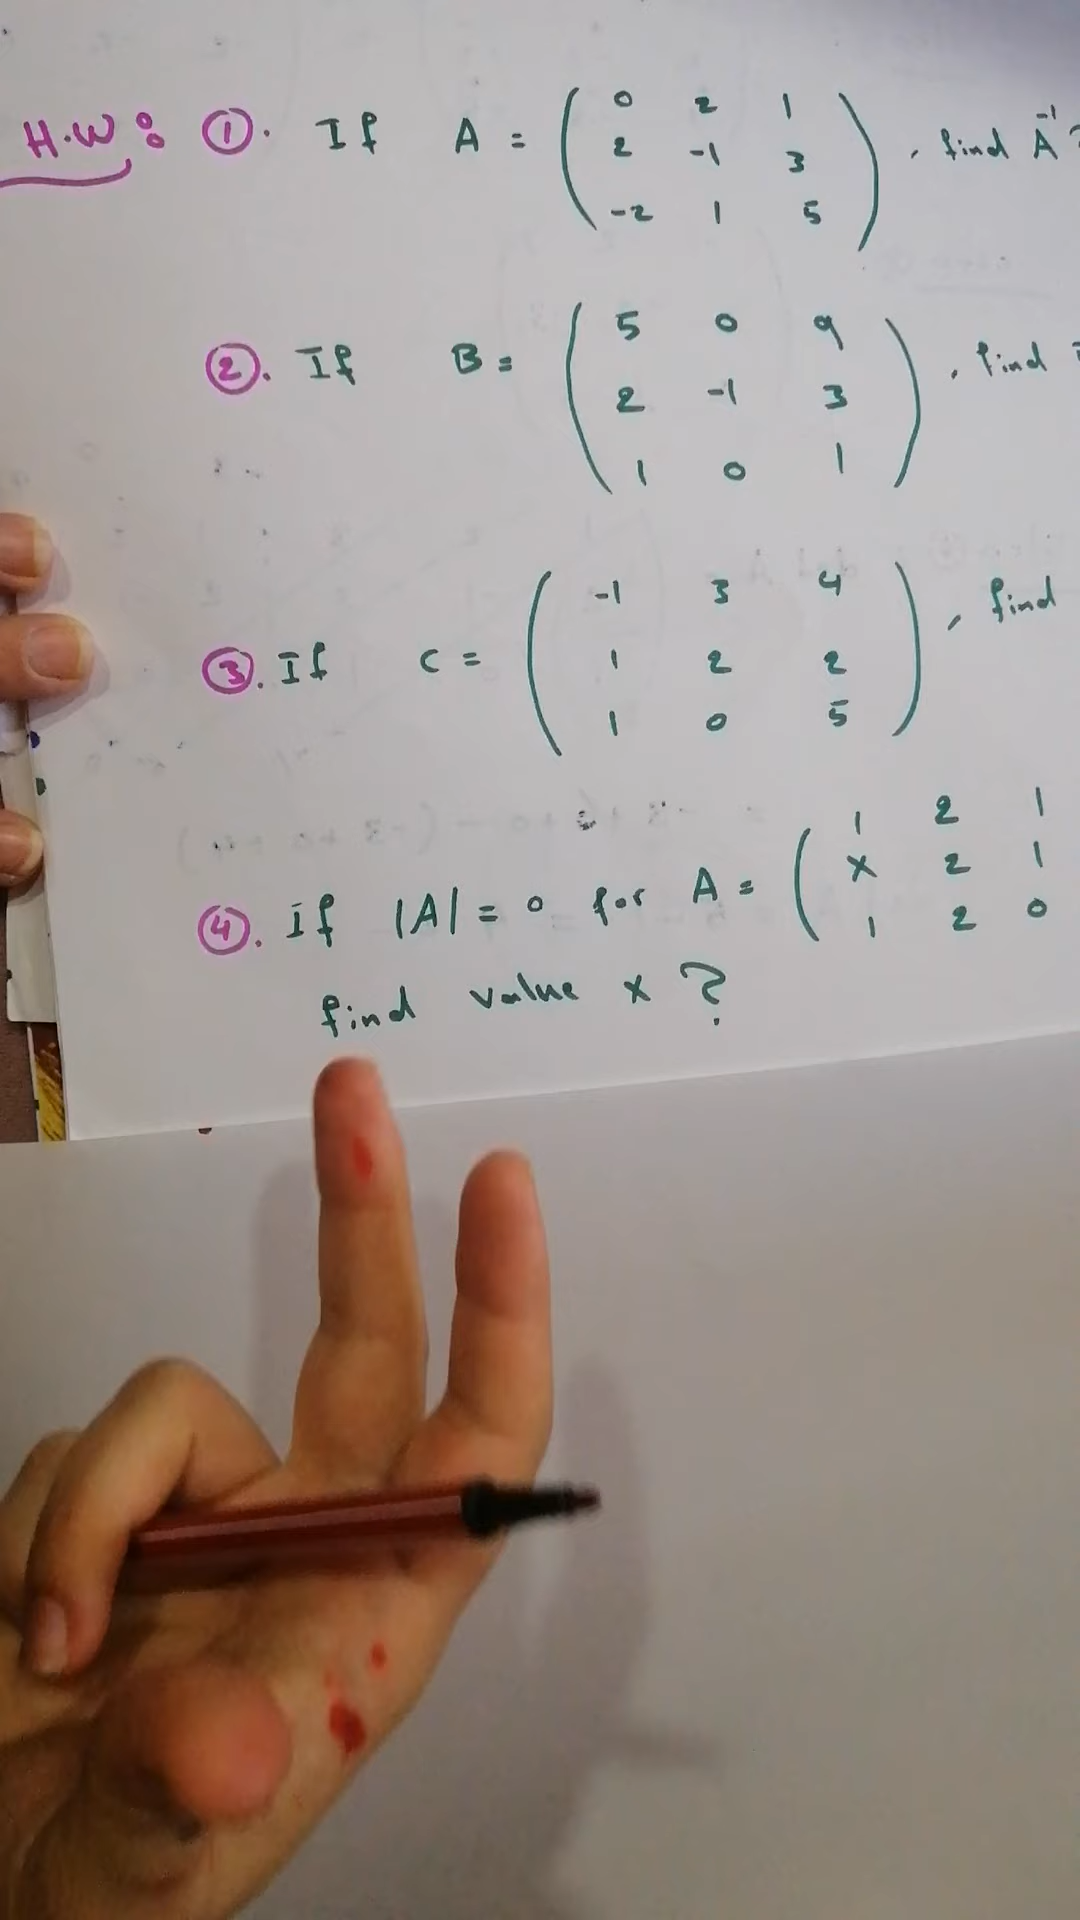 H.W: ①. If A = ( 0 2 1
2 -1 3
-2 1 5 ) , find A⁻¹
②. If B = ( 5 0 9
2 -1 3
1 0 1 ) , find
③. If C = ( -1 3 4
1 2 2
1 0 5 ) , find
④. If |A| = 0 for A = ( 1 2 1
x 2 1
1 2 0
find value x ?